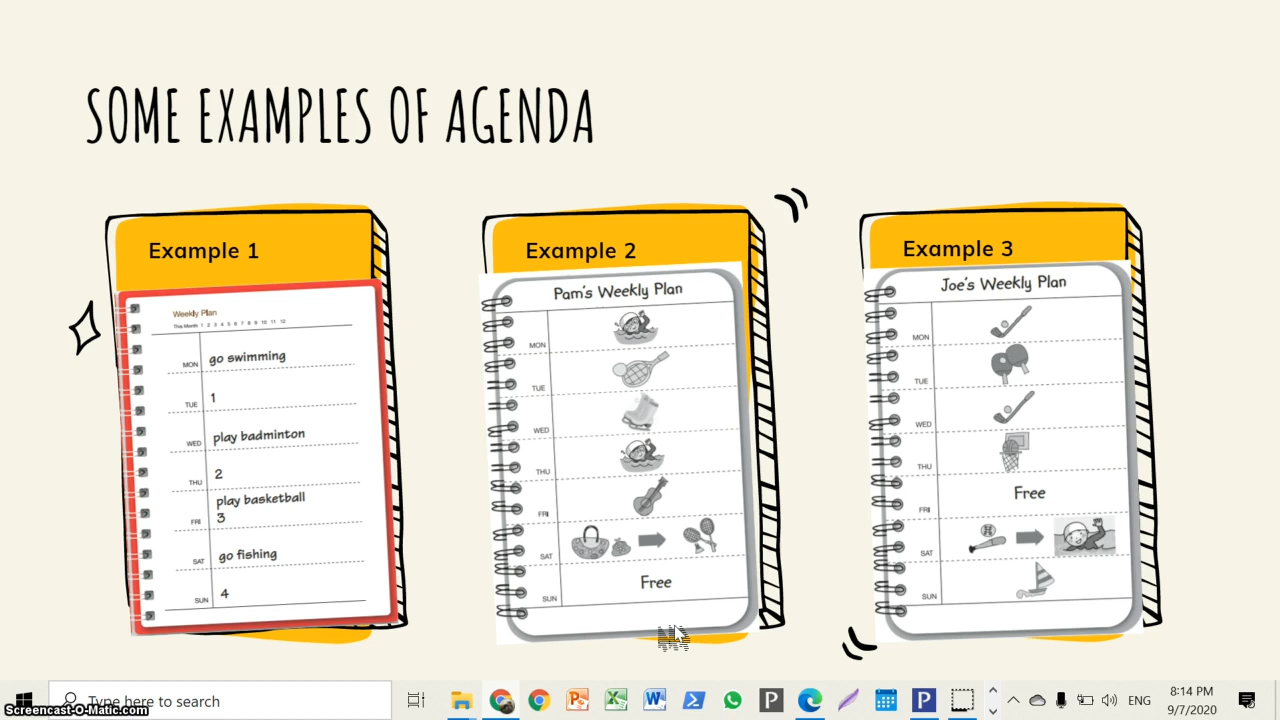 SOME EXAMPLES OF AGENDA
Example 1
Weekly Plan
This Month 1 2 3 4 5 6 7 8 9 10 11 12
MON go swimming
TUE 1
WED play badminton
THU 2
play basketball
FRI 3
SAT go fishing
SUN 4
Example 2
Pam's Weekly Plan
MON
TUE
WED
THU
FRI
SAT
SUN Free
Example 3
Joe's Weekly Plan
MON
TUE
WED
THU
FRI Free
SAT
SUN
Type here to search
ENG
8:14 PM
9/7/2020
Screencast-O-Matic.com